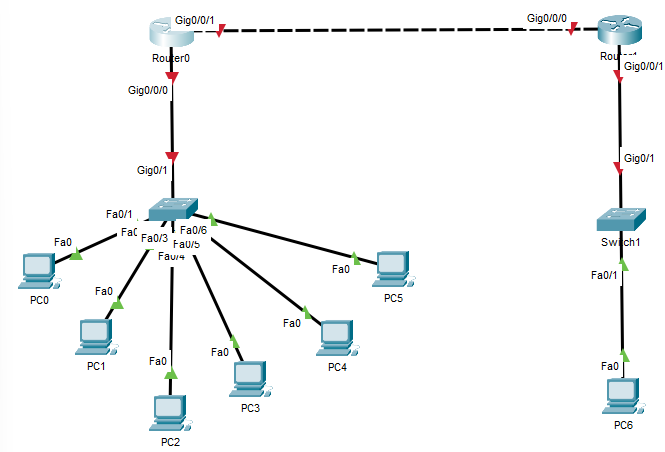 Gig0/0/1
Gig0/0/0
Router0
Gig0/0/1
Gig0/0/0
Gig0/1
Gig0/1
Fa0/1
Fa0/6
Fa0/3
Fa0/5
Fa0/4
Switch1
Fa0
Fa0
PC5
Fa0/1
PC0
Fa0
Fa0
PC4
Fa0
Fa0
Fa0
PC1
PC3
PC6
PC2